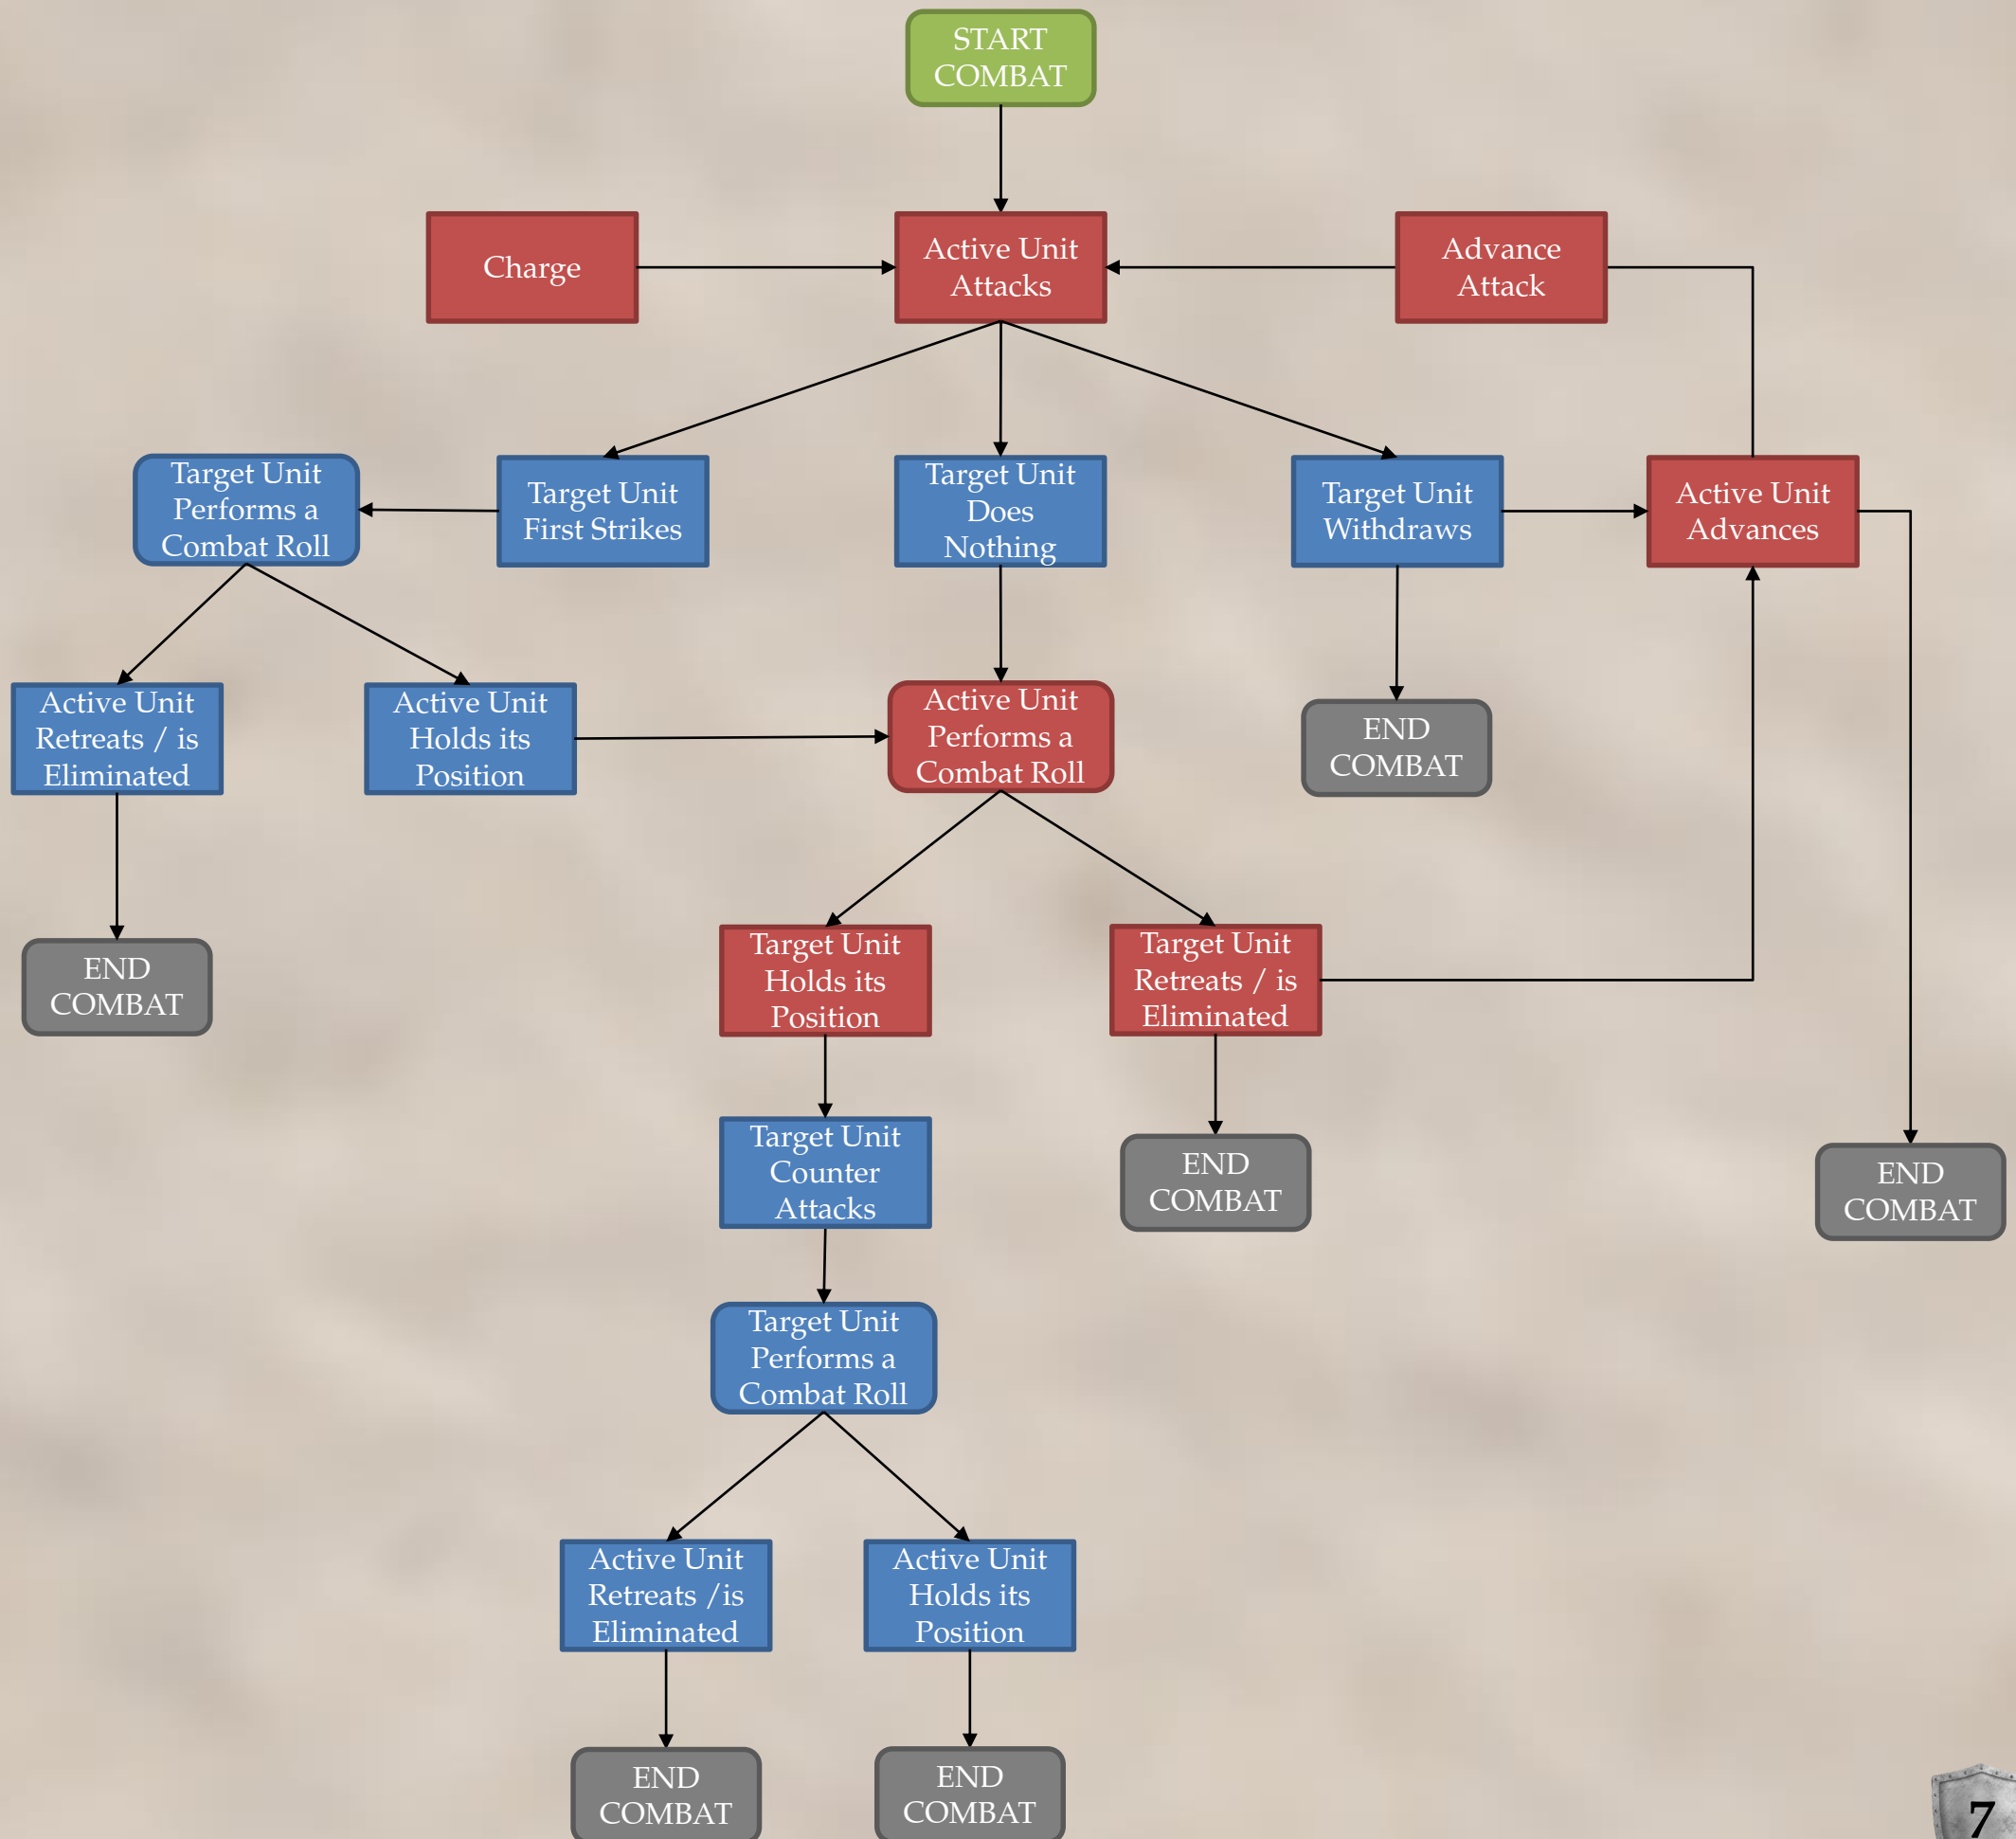 START
COMBAT
Charge
Active Unit
Attacks
Advance
Attack
Target Unit
Performs a
Combat Roll
Target Unit
First Strikes
Target Unit
Does
Nothing
Target Unit
Withdraws
Active Unit
Advances
Active Unit
Retreats / is
Eliminated
Active Unit
Holds its
Position
Active Unit
Performs a
Combat Roll
END
COMBAT
END
COMBAT
Target Unit
Holds its
Position
Target Unit
Retreats / is
Eliminated
Target Unit
Counter
Attacks
END
COMBAT
END
COMBAT
Target Unit
Performs a
Combat Roll
Active Unit
Retreats /is
Eliminated
Active Unit
Holds its
Position
END
COMBAT
END
COMBAT
7